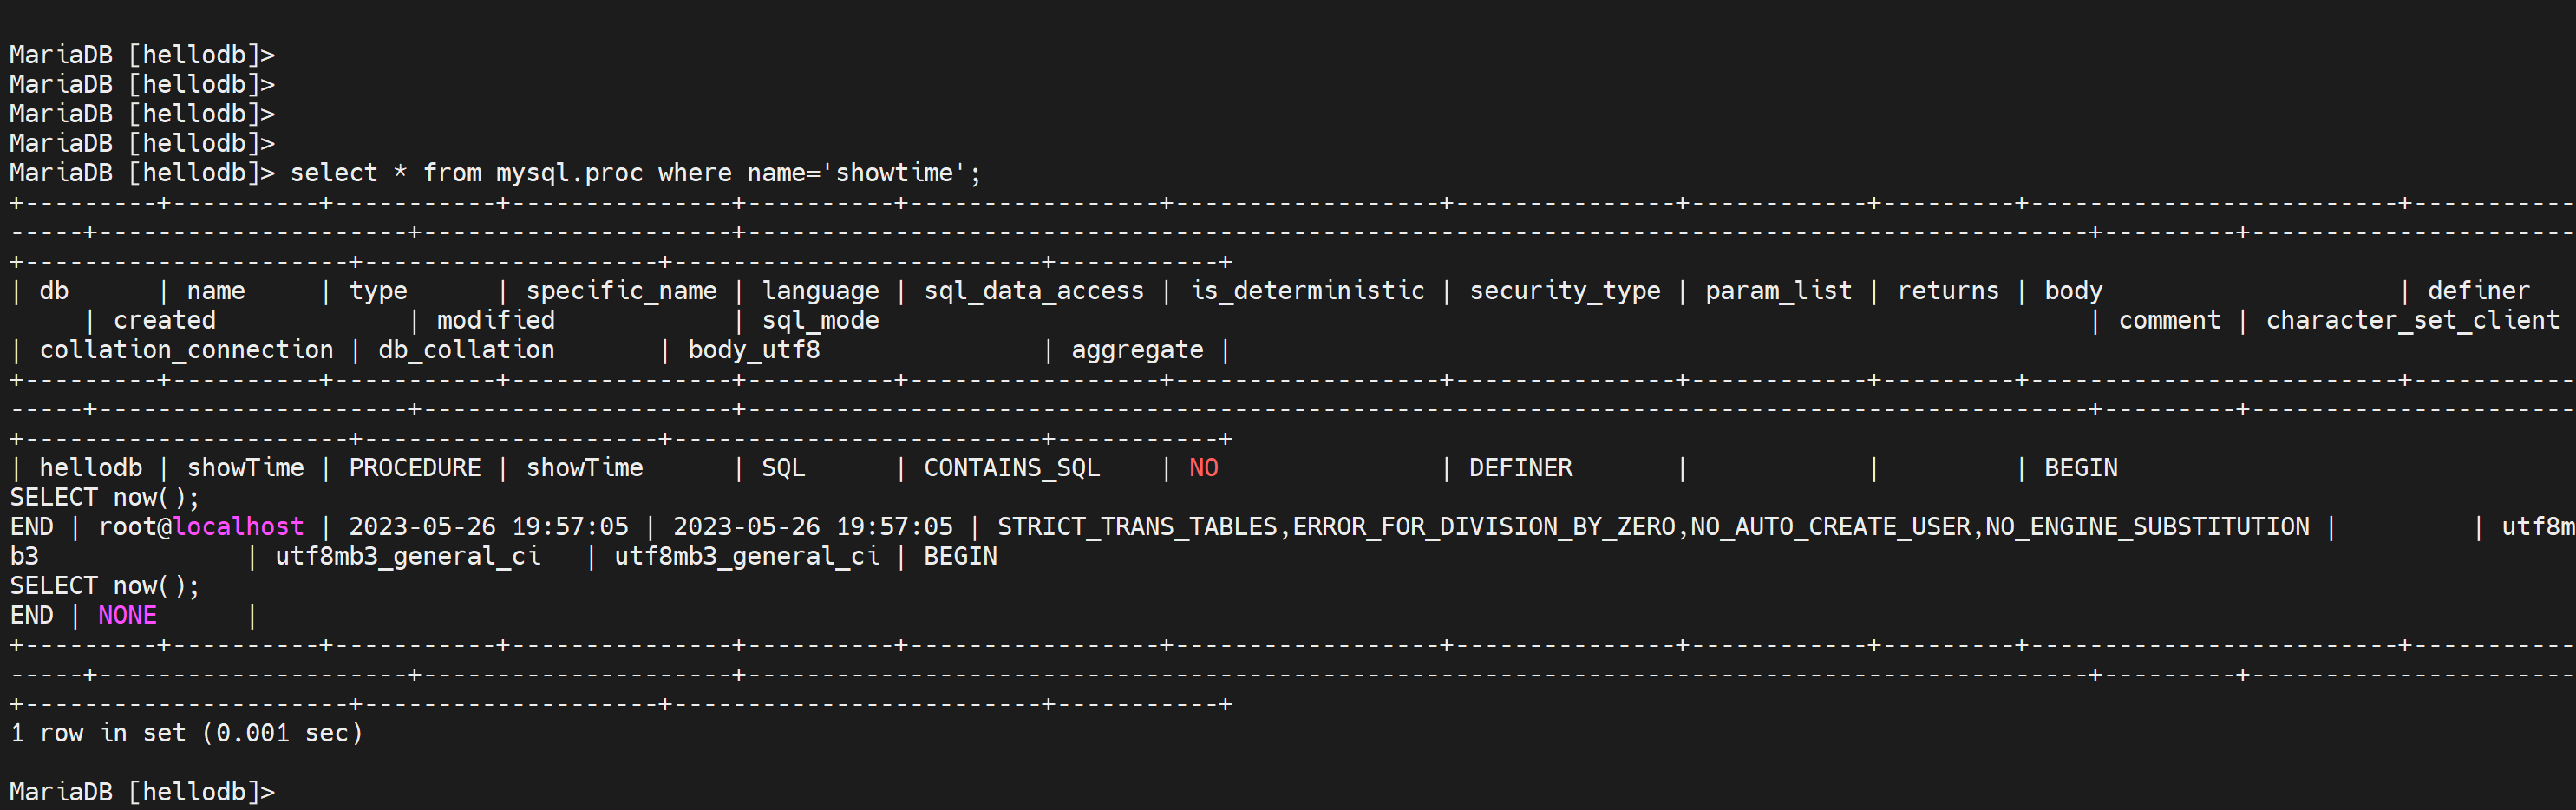 MariaDB [hellodb]>
MariaDB [hellodb]>
MariaDB [hellodb]>
MariaDB [hellodb]>
MariaDB [hellodb]> select * from mysql.proc where name='showtime';
+---------+----------+-----------+---------------+----------+-----------------+------------------+---------------+------------+---------+-------------------------+-----------
-----+---------------------+---------------------+-------------------------------------------------------------------------------------------+---------+----------------------
+----------------------+--------------------+-------------------------+-----------+
| db      | name     | type      | specific_name | language | sql_data_access | is_deterministic | security_type | param_list | returns | body                    | definer
     | created             | modified            | sql_mode                                                                                  | comment | character_set_client
| collation_connection | db_collation       | body_utf8               | aggregate |
+---------+----------+-----------+---------------+----------+-----------------+------------------+---------------+------------+---------+-------------------------+-----------
-----+---------------------+---------------------+-------------------------------------------------------------------------------------------+---------+----------------------
+----------------------+--------------------+-------------------------+-----------+
| hellodb | showTime | PROCEDURE | showTime      | SQL      | CONTAINS_SQL    | NO               | DEFINER       |            |         | BEGIN
SELECT now();
END | root@localhost | 2023-05-26 19:57:05 | 2023-05-26 19:57:05 | STRICT_TRANS_TABLES,ERROR_FOR_DIVISION_BY_ZERO,NO_AUTO_CREATE_USER,NO_ENGINE_SUBSTITUTION |         | utf8m
b3              | utf8mb3_general_ci   | utf8mb3_general_ci | BEGIN
SELECT now();
END | NONE      |
+---------+----------+-----------+---------------+----------+-----------------+------------------+---------------+------------+---------+-------------------------+-----------
-----+---------------------+---------------------+-------------------------------------------------------------------------------------------+---------+----------------------
+----------------------+--------------------+-------------------------+-----------+
1 row in set (0.001 sec)
MariaDB [hellodb]>